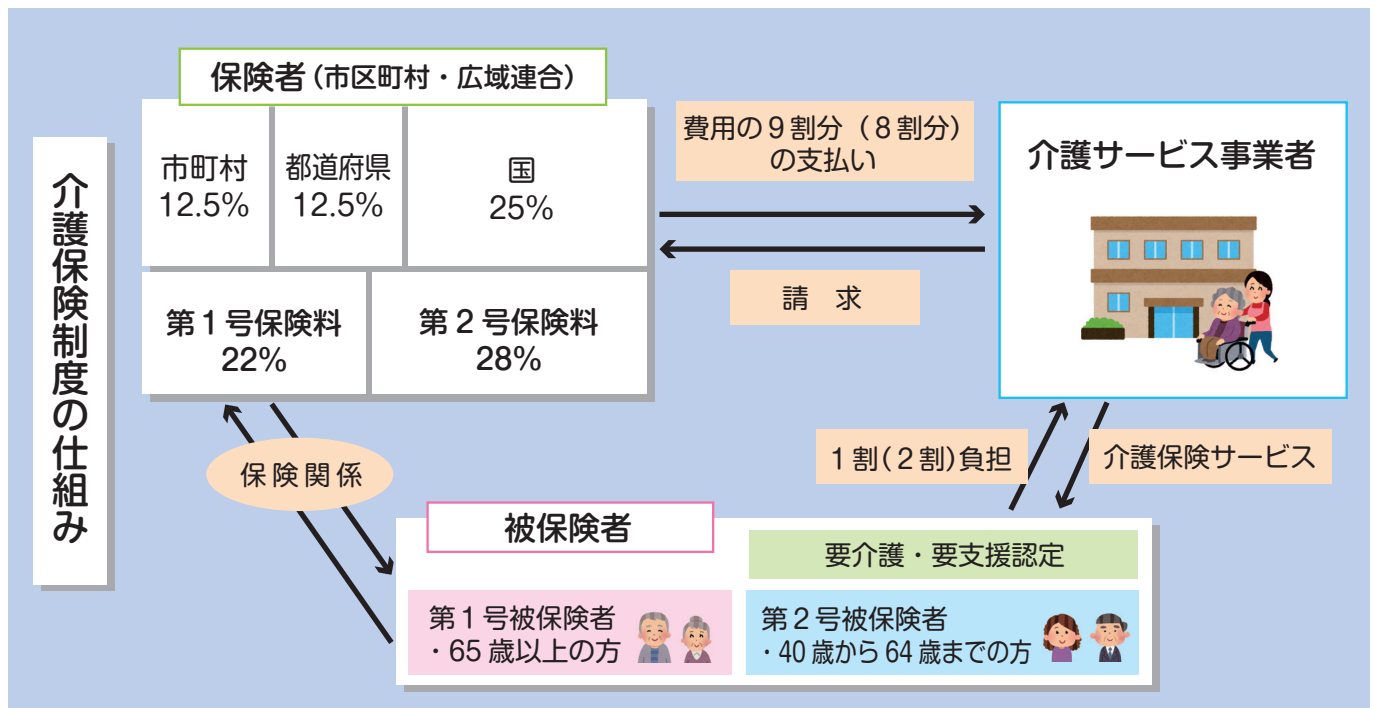 介護保険制度の仕組み
保険者(市区町村・広域連合)
市町村
12.5%
都道府県
12.5%
国
25%
第1号保険料
22%
第2号保険料
28%
費用の9割分(8割分)
の支払い
請 求
介護サービス事業者
保険関係
1割(2割)負担
介護保険サービス
被保険者
要介護・要支援認定
第1号被保険者
・65歳以上の方
第2号被保険者
・40歳から64歳までの方